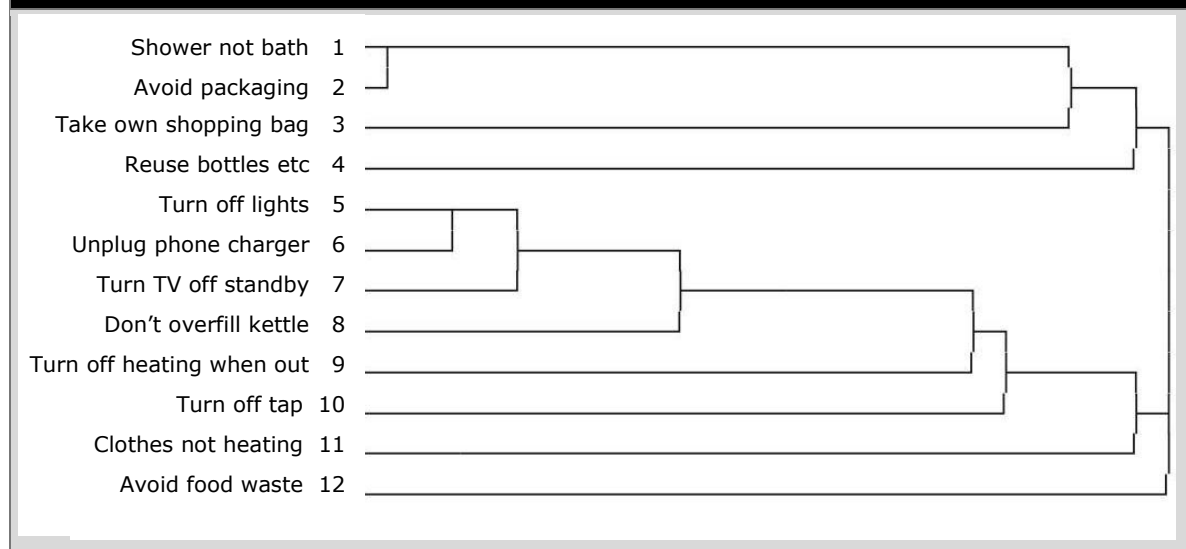 Shower not bath 1
Avoid packaging 2
Take own shopping bag 3
Reuse bottles etc 4
Turn off lights 5
Unplug phone charger 6
Turn TV off standby 7
Don’t overfill kettle 8
Turn off heating when out 9
Turn off tap 10
Clothes not heating 11
Avoid food waste 12